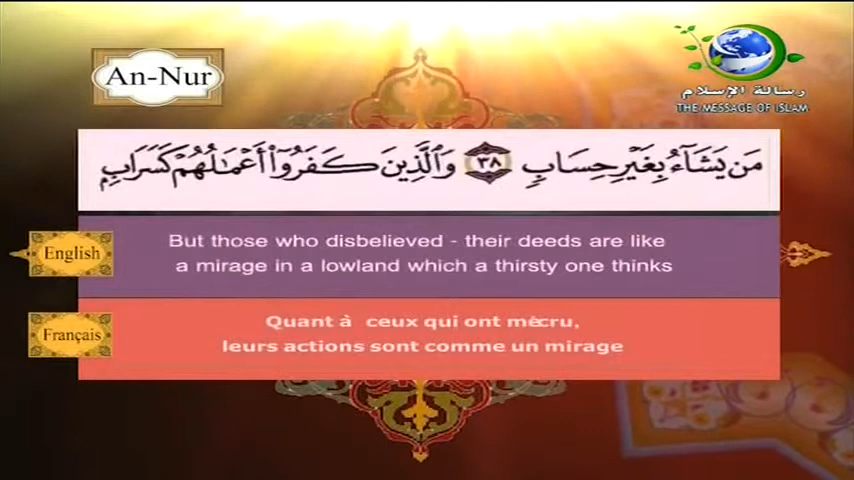 An-Nur
رسالة الإسلام
THE MESSAGE OF ISLAM
مَن يَشَآءُ بِغَيْرِ حِسَابٍ ٣٨ وَٱلَّذِينَ كَفَرُوٓا۟ أَعْمَـٰلُهُمْ كَسَرَابٍۭ
English
But those who disbelieved - their deeds are like
a mirage in a lowland which a thirsty one thinks
Français
Quant à ceux qui ont mècru,
leurs actions sont comme un mirage